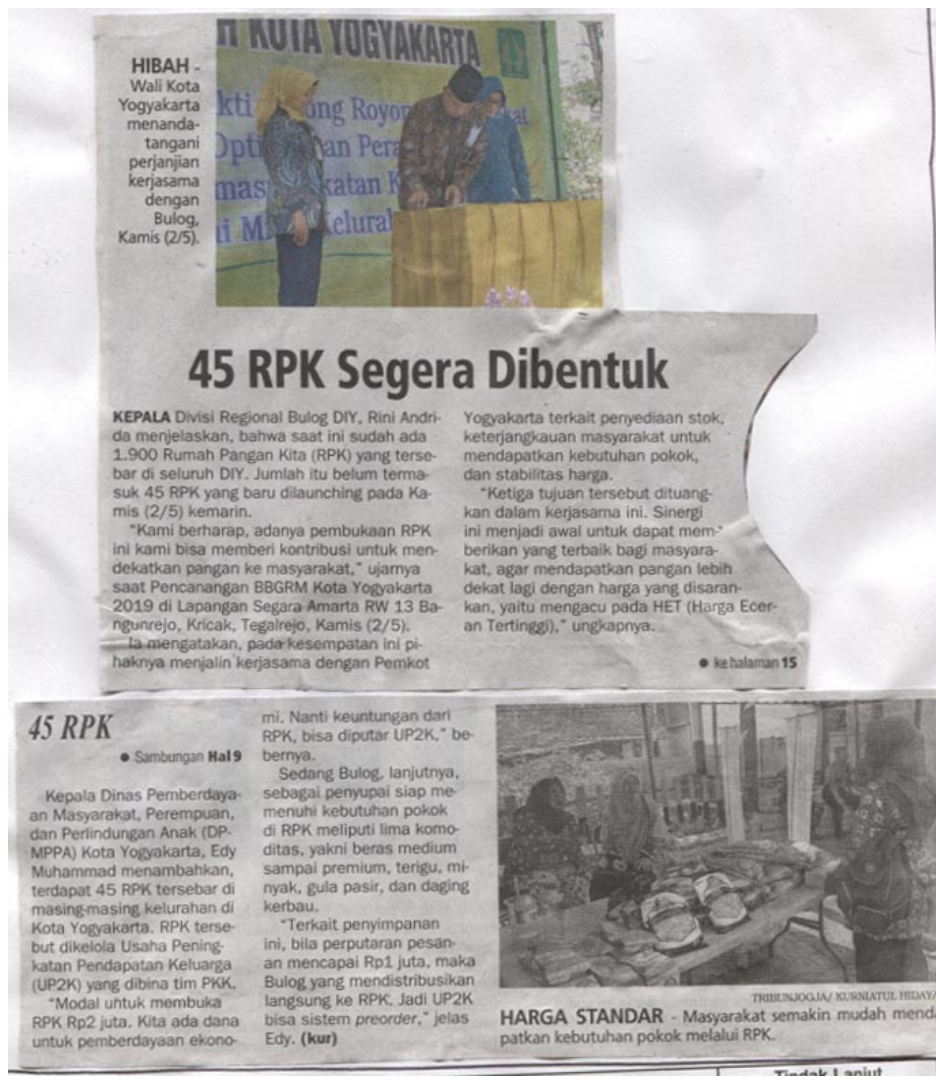 HIBAH -
Wali Kota
Yogyakarta
menanda-
tangani
perjanjian
kerjasama
dengan
Bulog,
Kamis (2/5).
H KOTA YOGYAKARTA
45 RPK Segera Dibentuk
KEPALA Divisi Regional Bulog DIY, Rini Andri-
da menjelaskan, bahwa saat ini sudah ada
1.900 Rumah Pangan Kita (RPK) yang terse-
bar di seluruh DIY. Jumlah itu belum terma-
suk 45 RPK yang baru dilaunching pada Ka-
mis (2/5) kemarin.
"Kami berharap, adanya pembukaan RPK
ini kami bisa memberi kontribusi untuk men-
dekatkan pangan ke masyarakat," ujarnya
saat Pencanangan BBGRM Kota Yogyakarta
2019 di Lapangan Segara Amarta RW 13 Ba-
ngunrejo, Kricak, Tegalrejo, Kamis (2/5).
Ia mengatakan, pada kesempatan ini pi-
haknya menjalin kerjasama dengan Pemkot
Yogyakarta terkait penyediaan stok,
keterjangkauan masyarakat untuk
mendapatkan kebutuhan pokok,
dan stabilitas harga.
"Ketiga tujuan tersebut dituang-
kan dalam kerjasama ini. Sinergi
ini menjadi awal untuk dapat mem-
berikan yang terbaik bagi masyara-
kat, agar mendapatkan pangan lebih
dekat lagi dengan harga yang disaran-
kan, yaitu mengacu pada HET (Harga Ecer-
an Tertinggi)," ungkapnya.
● ke halaman 15
45 RPK
● Sambungan Hal 9
Kepala Dinas Pemberdaya-
an Masyarakat, Perempuan,
dan Perlindungan Anak (DP-
MPPA) Kota Yogyakarta, Edy
Muhammad menambahkan,
terdapat 45 RPK tersebar di
masing-masing kelurahan di
Kota Yogyakarta. RPK terse-
but dikelola Usaha Pening-
katan Pendapatan Keluarga
(UP2K) yang dibina tim PKK.
"Modal untuk membuka
RPK Rp2 juta. Kita ada dana
untuk pemberdayaan ekono-
mi. Nanti keuntungan dari
RPK, bisa diputar UP2K," be-
bernya.
Sedang Bulog, lanjutnya,
sebagai penyupai siap me-
menuhi kebutuhan pokok
di RPK meliputi lima komo-
ditas, yakni beras medium
sampai premium, terigu, mi-
nyak, gula pasir, dan daging
kerbau.
"Terkait penyimpanan
ini, bila perputaran pesan-
an mencapai Rp1 juta, maka
Bulog yang mendistribusikan
langsung ke RPK. Jadi UP2K
bisa sistem preorder," jelas
Edy. (kur)
TRIBUNJOGJA/ KURNIATUL HIDAYA
HARGA STANDAR - Masyarakat semakin mudah menda
patkan kebutuhan pokok melalui RPK.
Tindak Lanjut